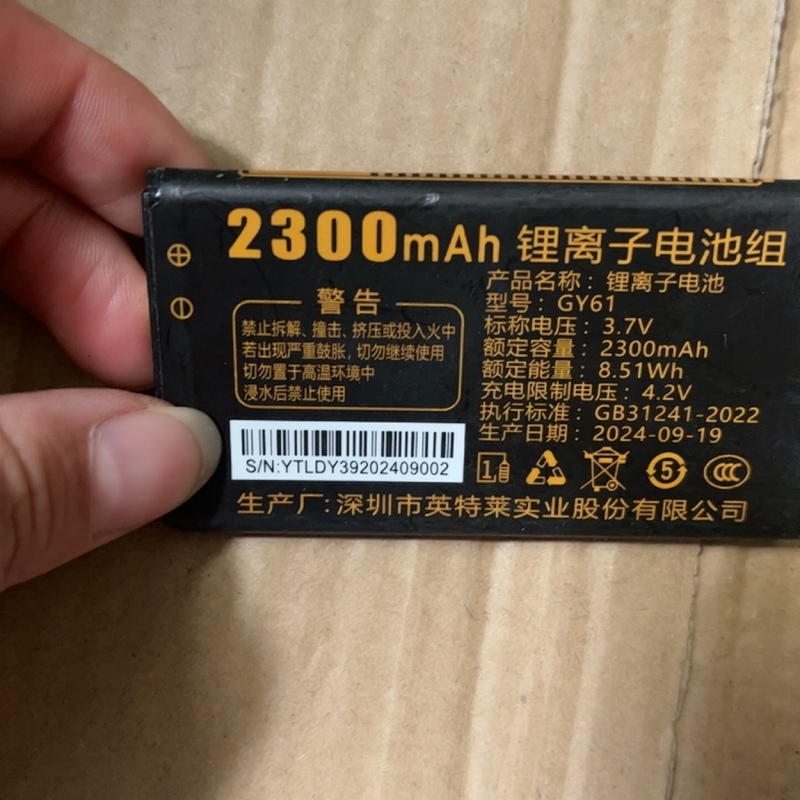 2300mAh 锂离子电池组
警告
禁止拆解、撞击、挤压或投入火中
若出现严重鼓胀，切勿继续使用
切勿置于高温环境中
浸水后禁止使用
产品名称：锂离子电池
型号：GY61
标称电压：3.7V
额定容量：2300mAh
额定能量：8.51Wh
充电限制电压：4.2V
执行标准：GB31241-2022
生产日期：2024-09-19
S/N:YTLDY39202409002
1
5
CCC
生产厂:深圳市英特莱实业股份有限公司